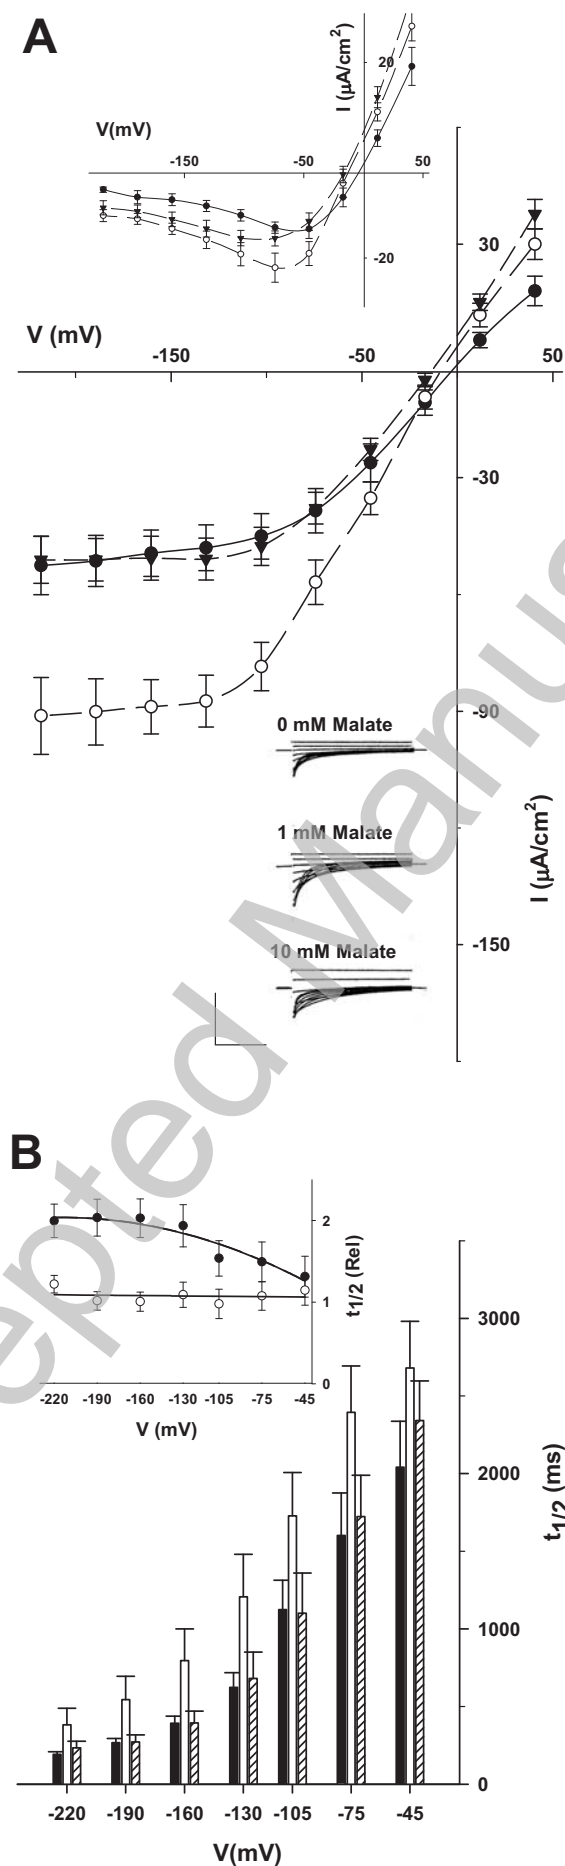 A
I (µA/cm²)
20
V(mV)
-150
-50
50
-20
30
V (mV)
-150
-50
50
-30
0 mM Malate
-90
1 mM Malate
I (µA/cm²)
10 mM Malate
-150
B
2
t1/2 (Rel)
1
0
-220 -190 -160 -130 -105 -75 -45
V (mV)
3000
2000
t1/2 (ms)
1000
0
-220 -190 -160 -130 -105 -75 -45
V(mV)
epted Manus